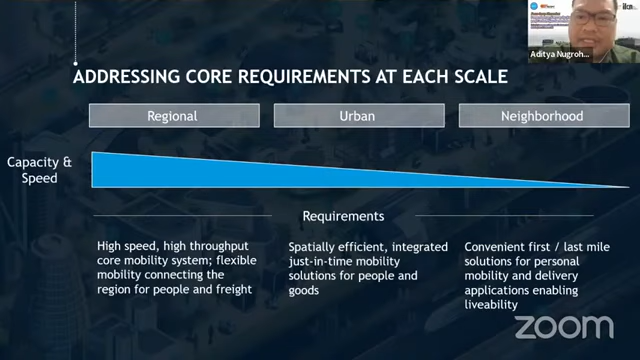 ADDRESSING CORE REQUIREMENTS AT EACH SCALE
Aditya Nugroh...
Regional
Urban
Neighborhood
Capacity &
Speed
Requirements
High speed, high throughput
core mobility system; flexible
mobility connecting the
region for people and freight
Spatially efficient, integrated
just-in-time mobility
solutions for people and
goods
Convenient first / last mile
solutions for personal
mobility and delivery
applications enabling
liveability
zoom